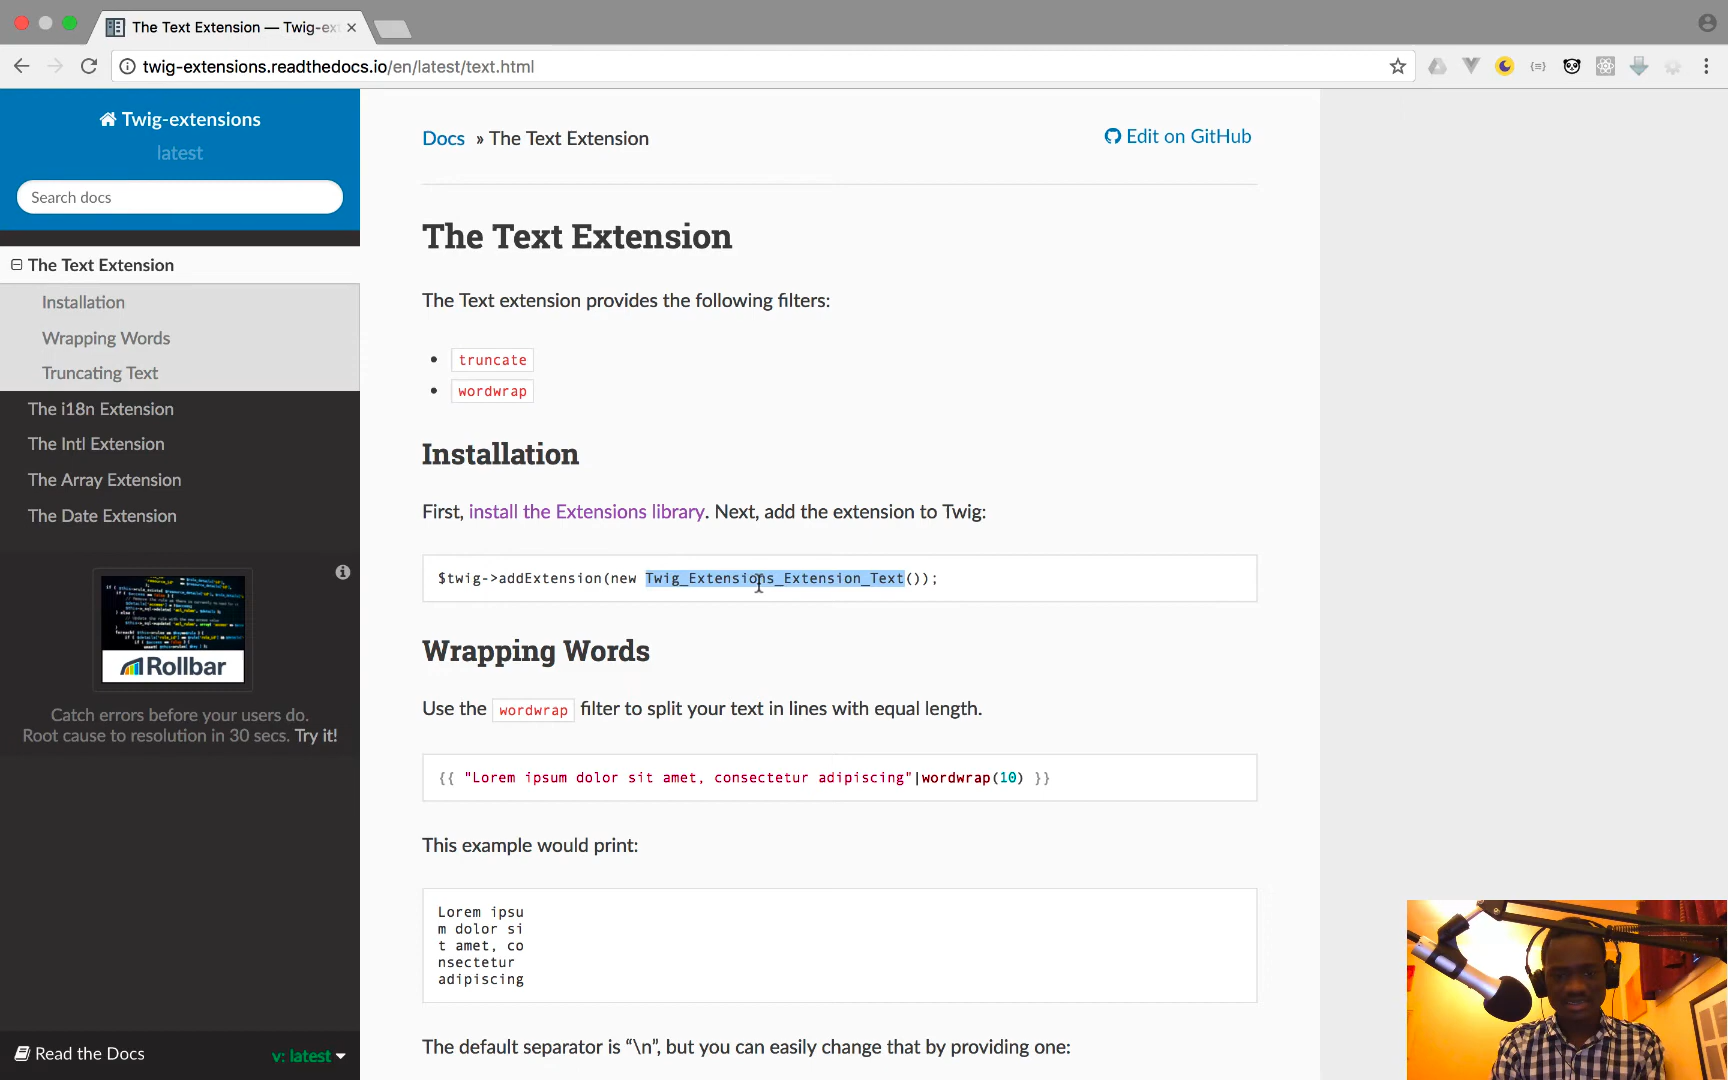 The Text Extension — Twig-ex
twig-extensions.readthedocs.io/en/latest/text.html
Twig-extensions
latest
Search docs
The Text Extension
Installation
Wrapping Words
Truncating Text
The i18n Extension
The Intl Extension
The Array Extension
The Date Extension
Rollbar
Catch errors before your users do.
Root cause to resolution in 30 secs. Try it!
Read the Docs
v: latest
Docs » The Text Extension
Edit on GitHub
The Text Extension
The Text extension provides the following filters:
• truncate
• wordwrap
Installation
First, install the Extensions library. Next, add the extension to Twig:
$twig->addExtension(new Twig_Extensions_Extension_Text());
Wrapping Words
Use the wordwrap filter to split your text in lines with equal length.
{{ "Lorem ipsum dolor sit amet, consectetur adipiscing"|wordwrap(10) }}
This example would print:
Lorem ipsu
m dolor si
t amet, co
nsectetur
adipiscing
The default separator is “\n”, but you can easily change that by providing one: